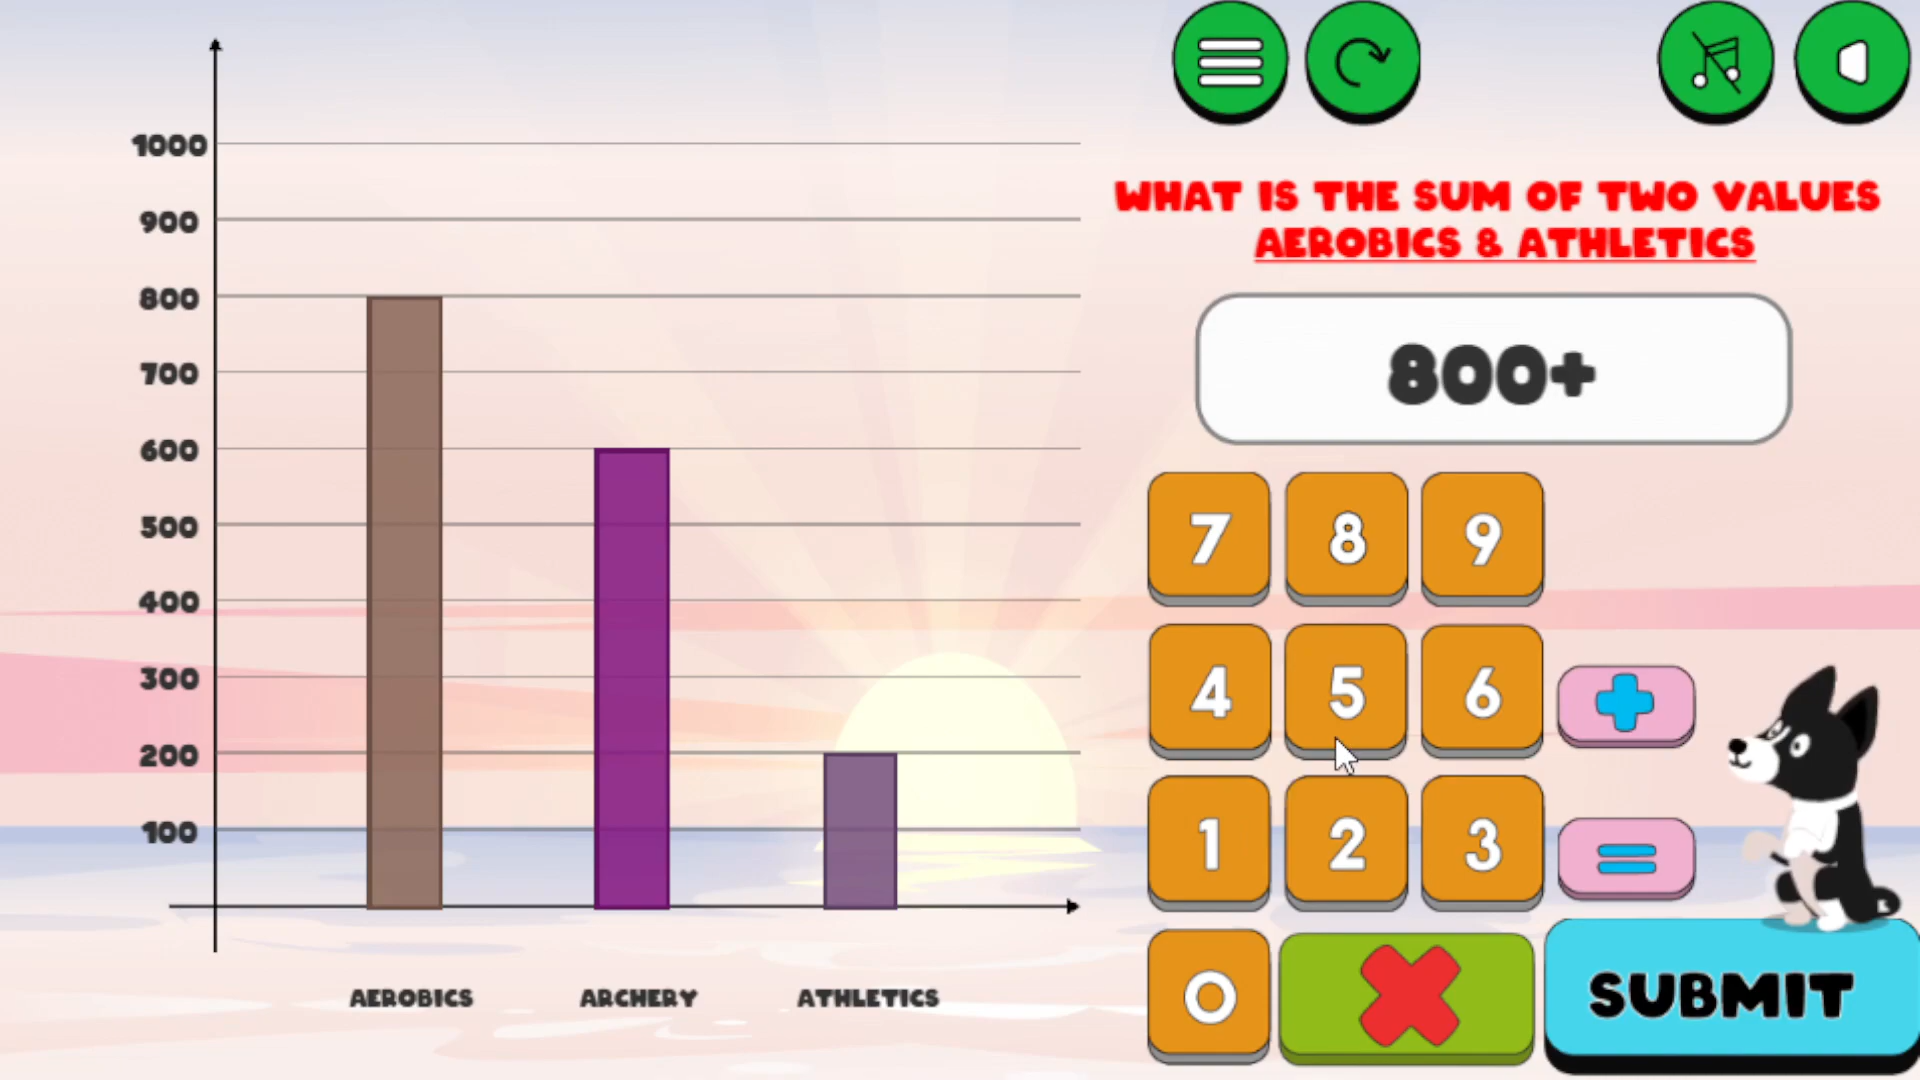 1000
900
800
700
600
500
400
300
200
100
AEROBICS ARCHERY ATHLETICS
WHAT IS THE SUM OF TWO VALUES
AEROBICS & ATHLETICS
800+
7 8 9
4 5 6 +
1 2 3 =
0 SUBMIT